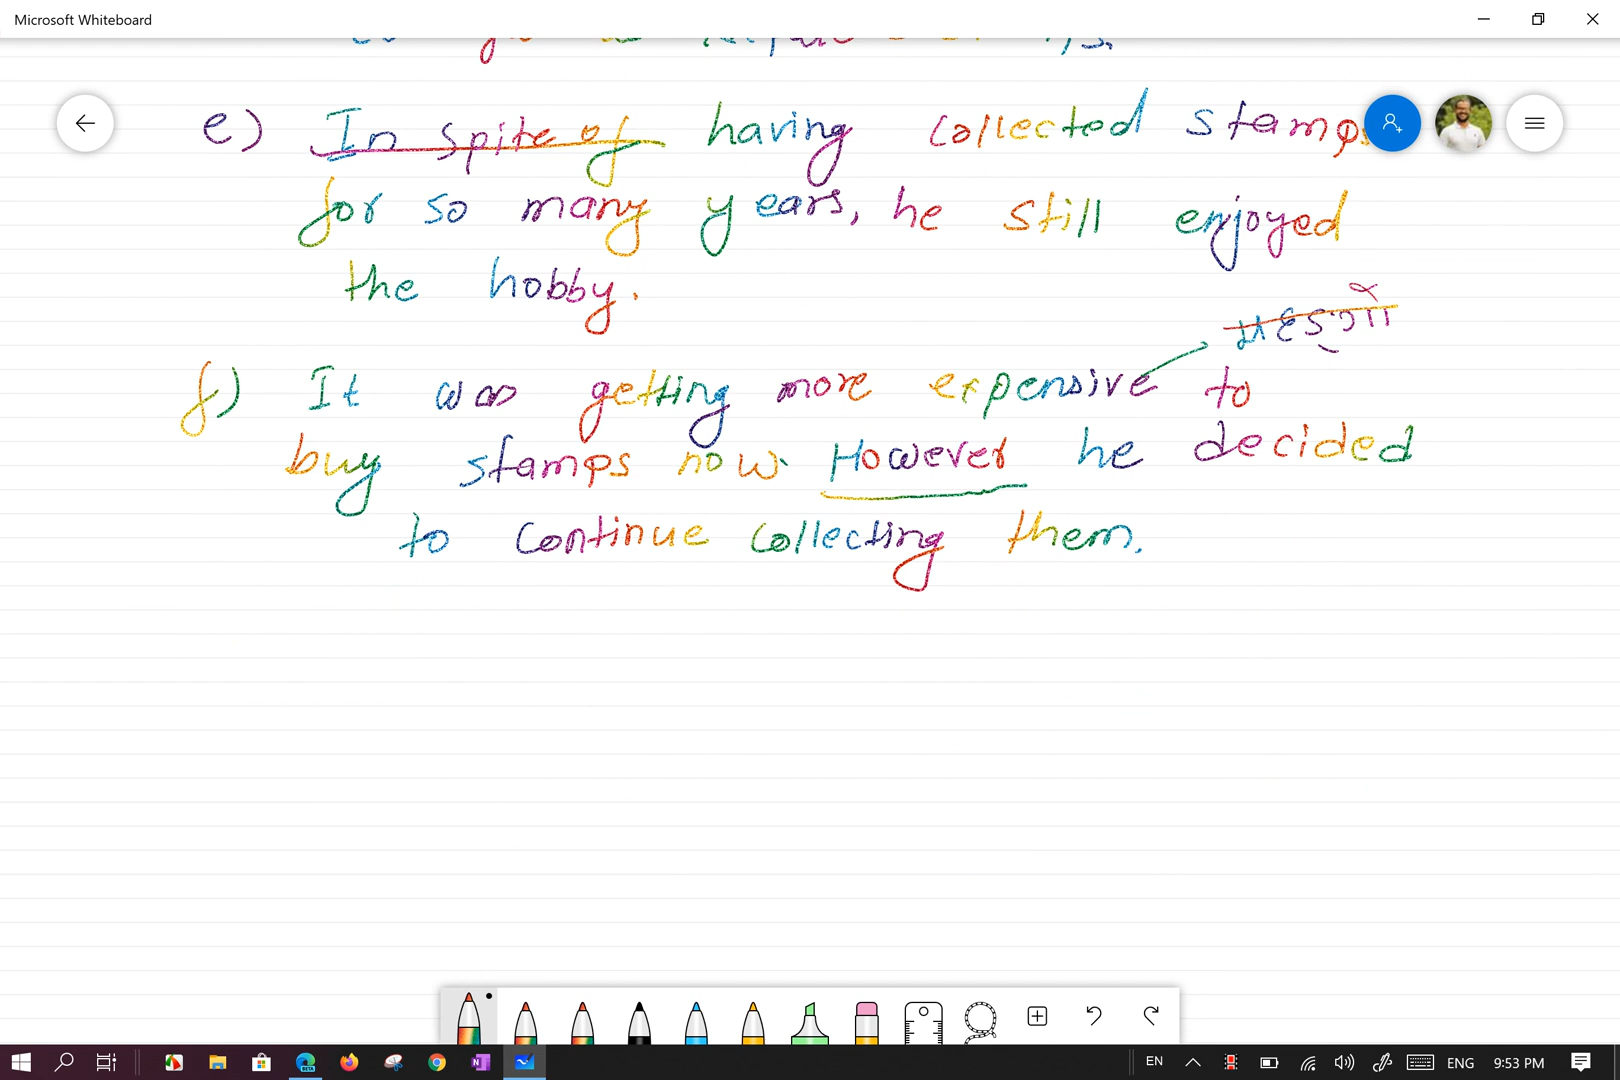 Microsoft Whiteboard
e) In spite of having collected stamps
for so many years, he still enjoyed
the hobby.
f) It was getting more expensive to
buy stamps now. However he decided
to continue collecting them.
EN
ENG
9:53 PM